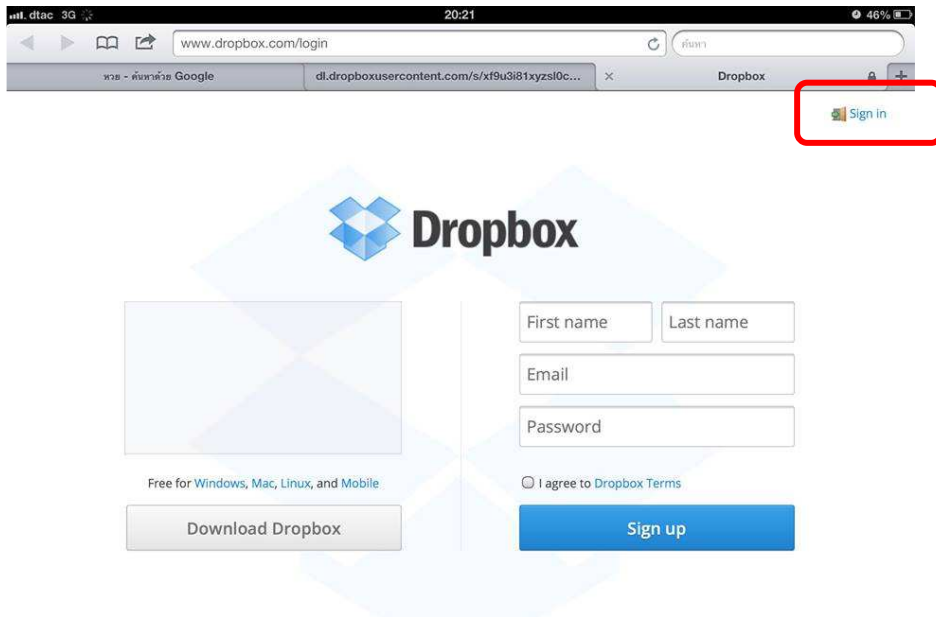 dtac 3G 20:21 46%
www.dropbox.com/login ค้นหา
หวย - ค้นหาด้วย Google dl.dropboxusercontent.com/s/xf9u3i81xyzsl0c... Dropbox
Sign in
Dropbox
First name Last name
Email
Password
Free for Windows, Mac, Linux, and Mobile I agree to Dropbox Terms
Download Dropbox Sign up